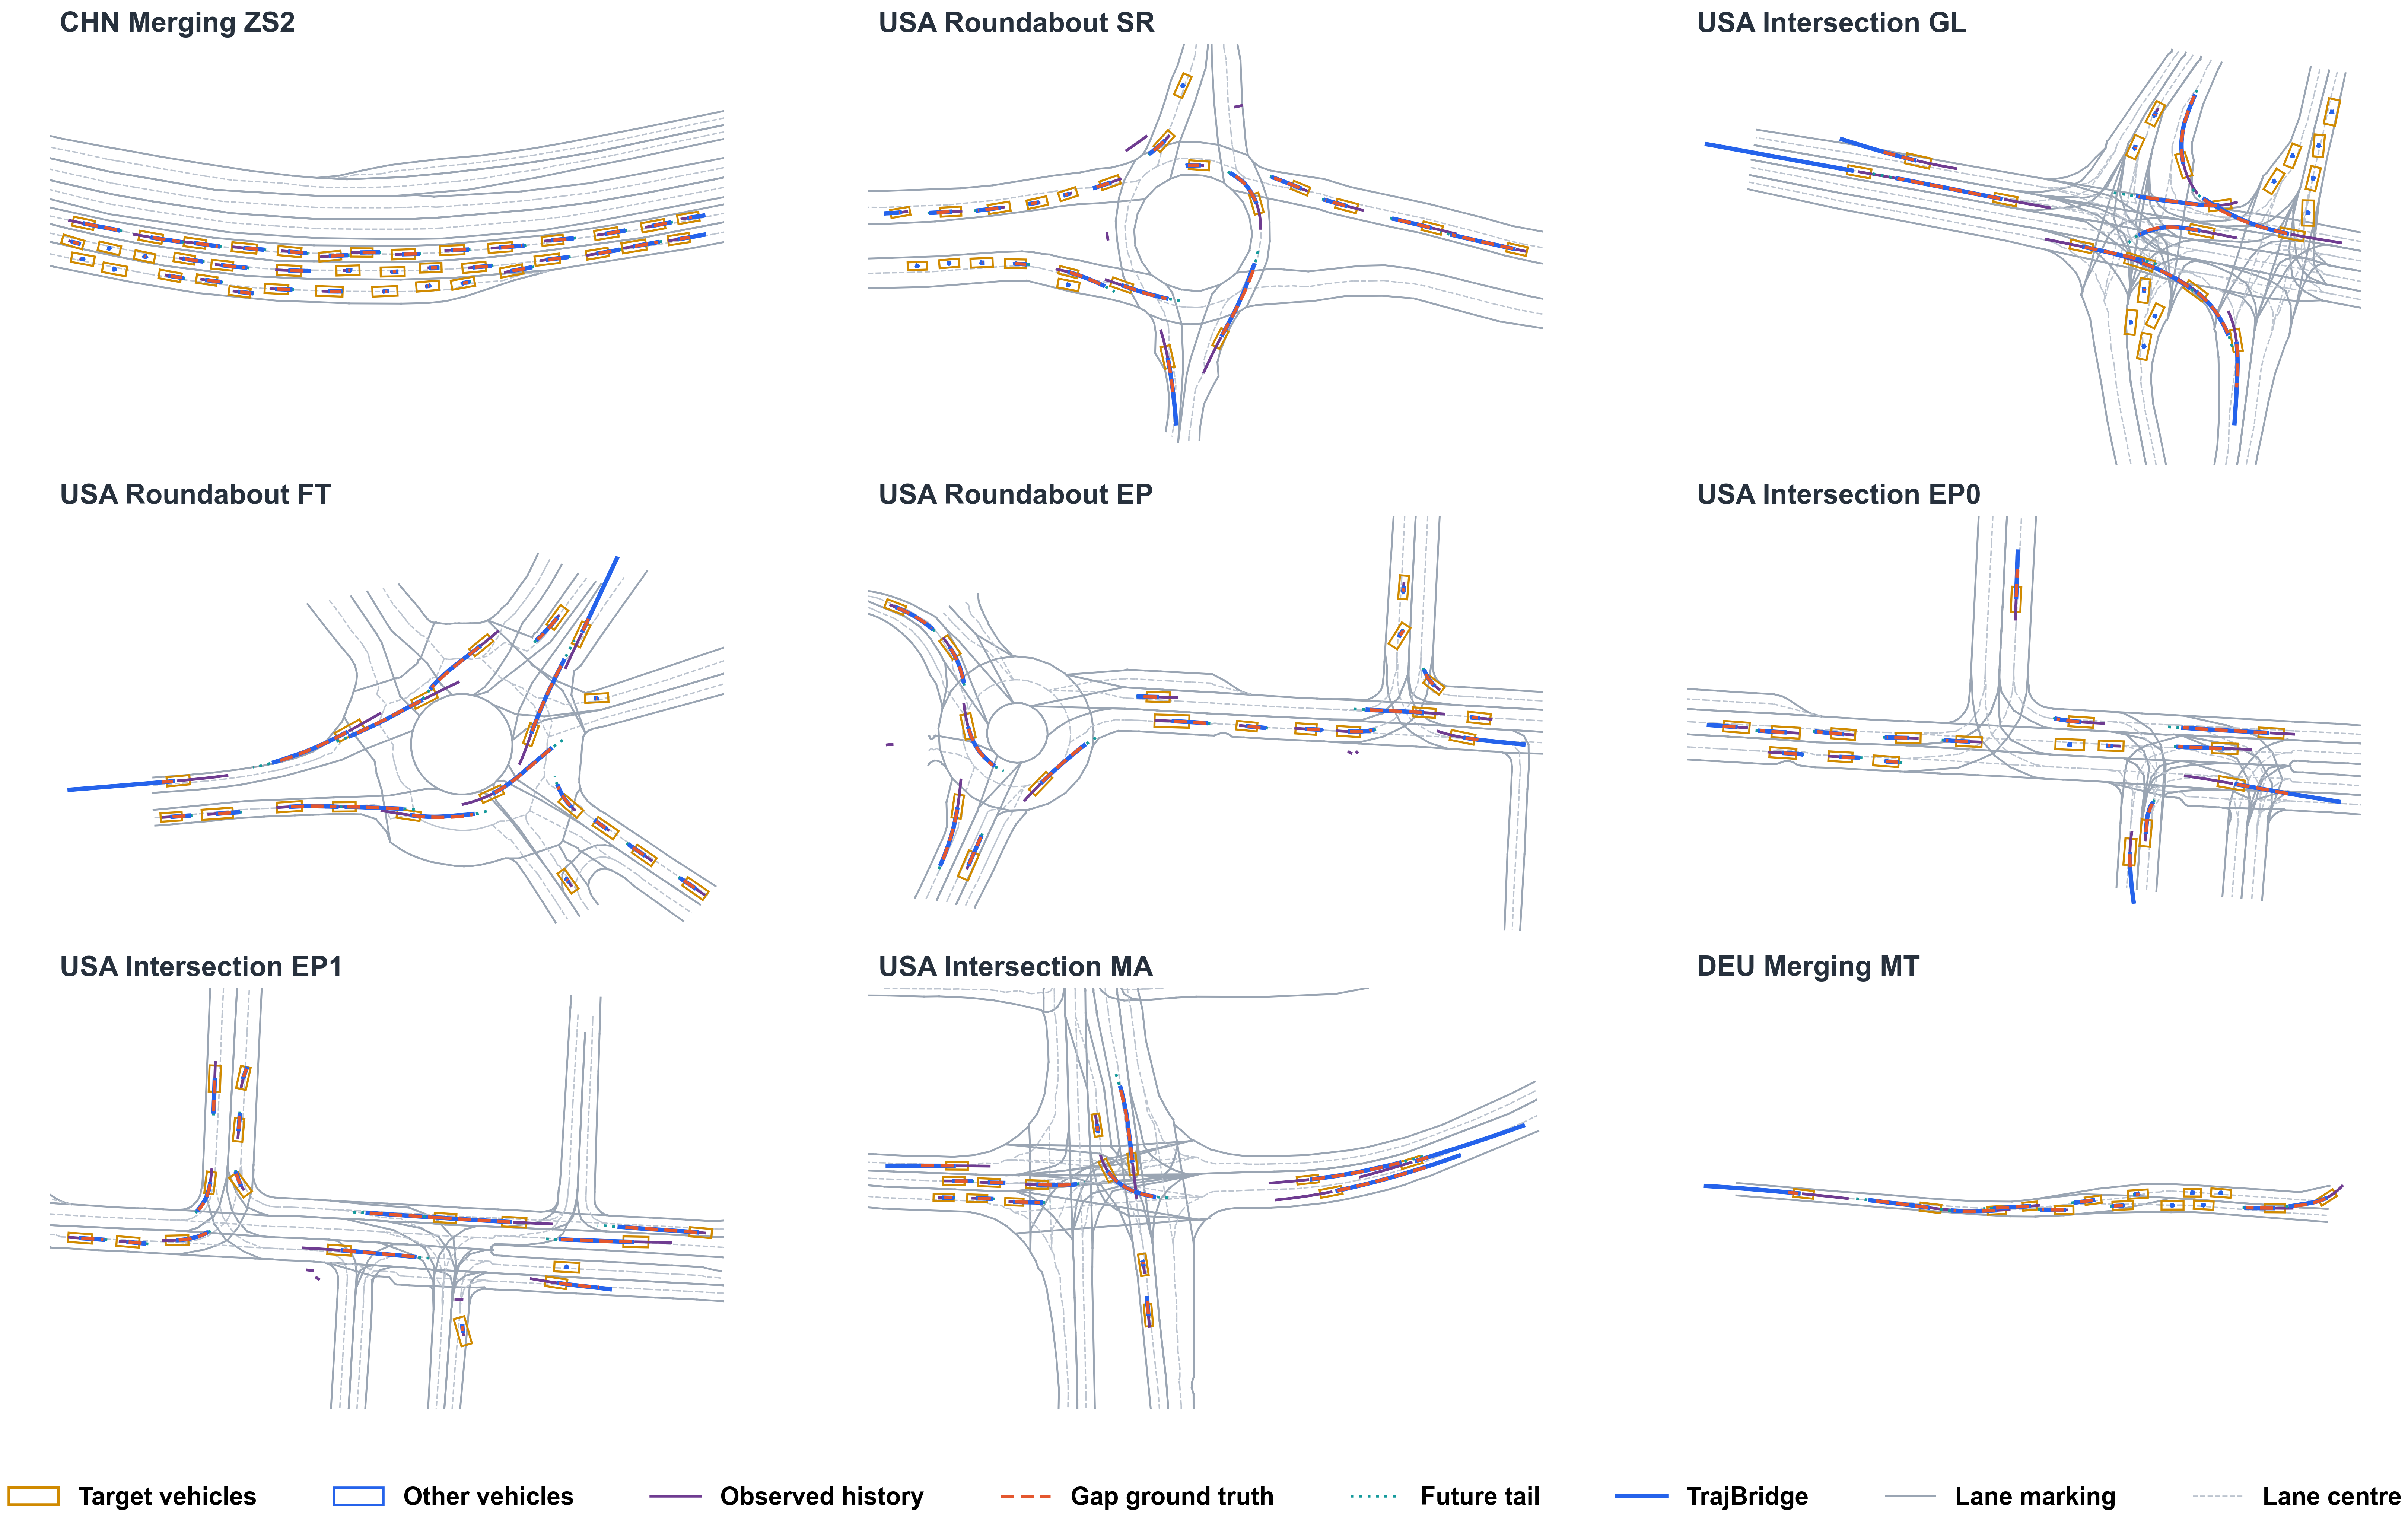 CHN Merging ZS2
USA Roundabout SR
USA Intersection GL
USA Roundabout FT
USA Roundabout EP
USA Intersection EP0
USA Intersection EP1
USA Intersection MA
DEU Merging MT
Target vehicles
Other vehicles
Observed history
Gap ground truth
Future tail
TrajBridge
Lane marking
Lane centre